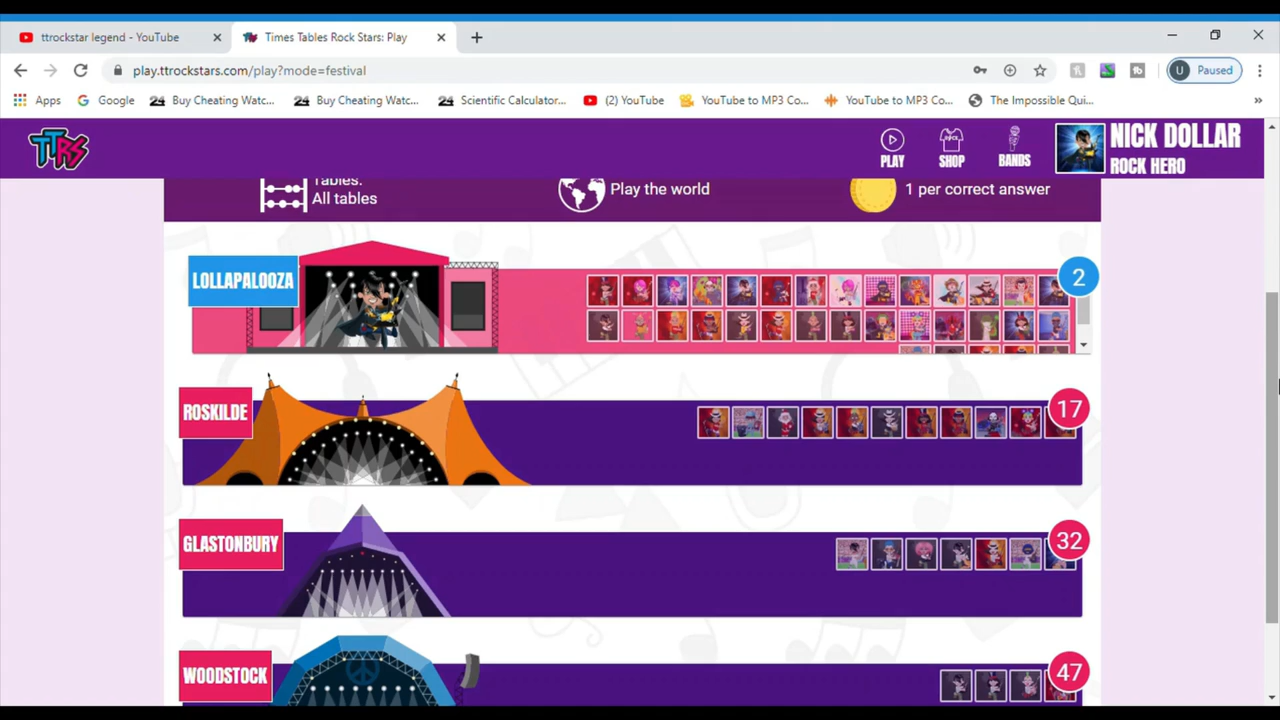 ttrockstar legend - YouTube
Times Tables Rock Stars: Play
play.ttrockstars.com/play?mode=festival
U Paused
Apps
Google
24 Buy Cheating Watc...
24 Buy Cheating Watc...
24 Scientific Calculator...
(2) YouTube
YouTube to MP3 Co...
YouTube to MP3 Co...
The Impossible Qui...
TTRS
PLAY
SHOP
BANDS
NICK DOLLAR
ROCK HERO
Tables:
All tables
Play the world
1 per correct answer
LOLLAPALOOZA
2
ROSKILDE
17
GLASTONBURY
32
WOODSTOCK
47